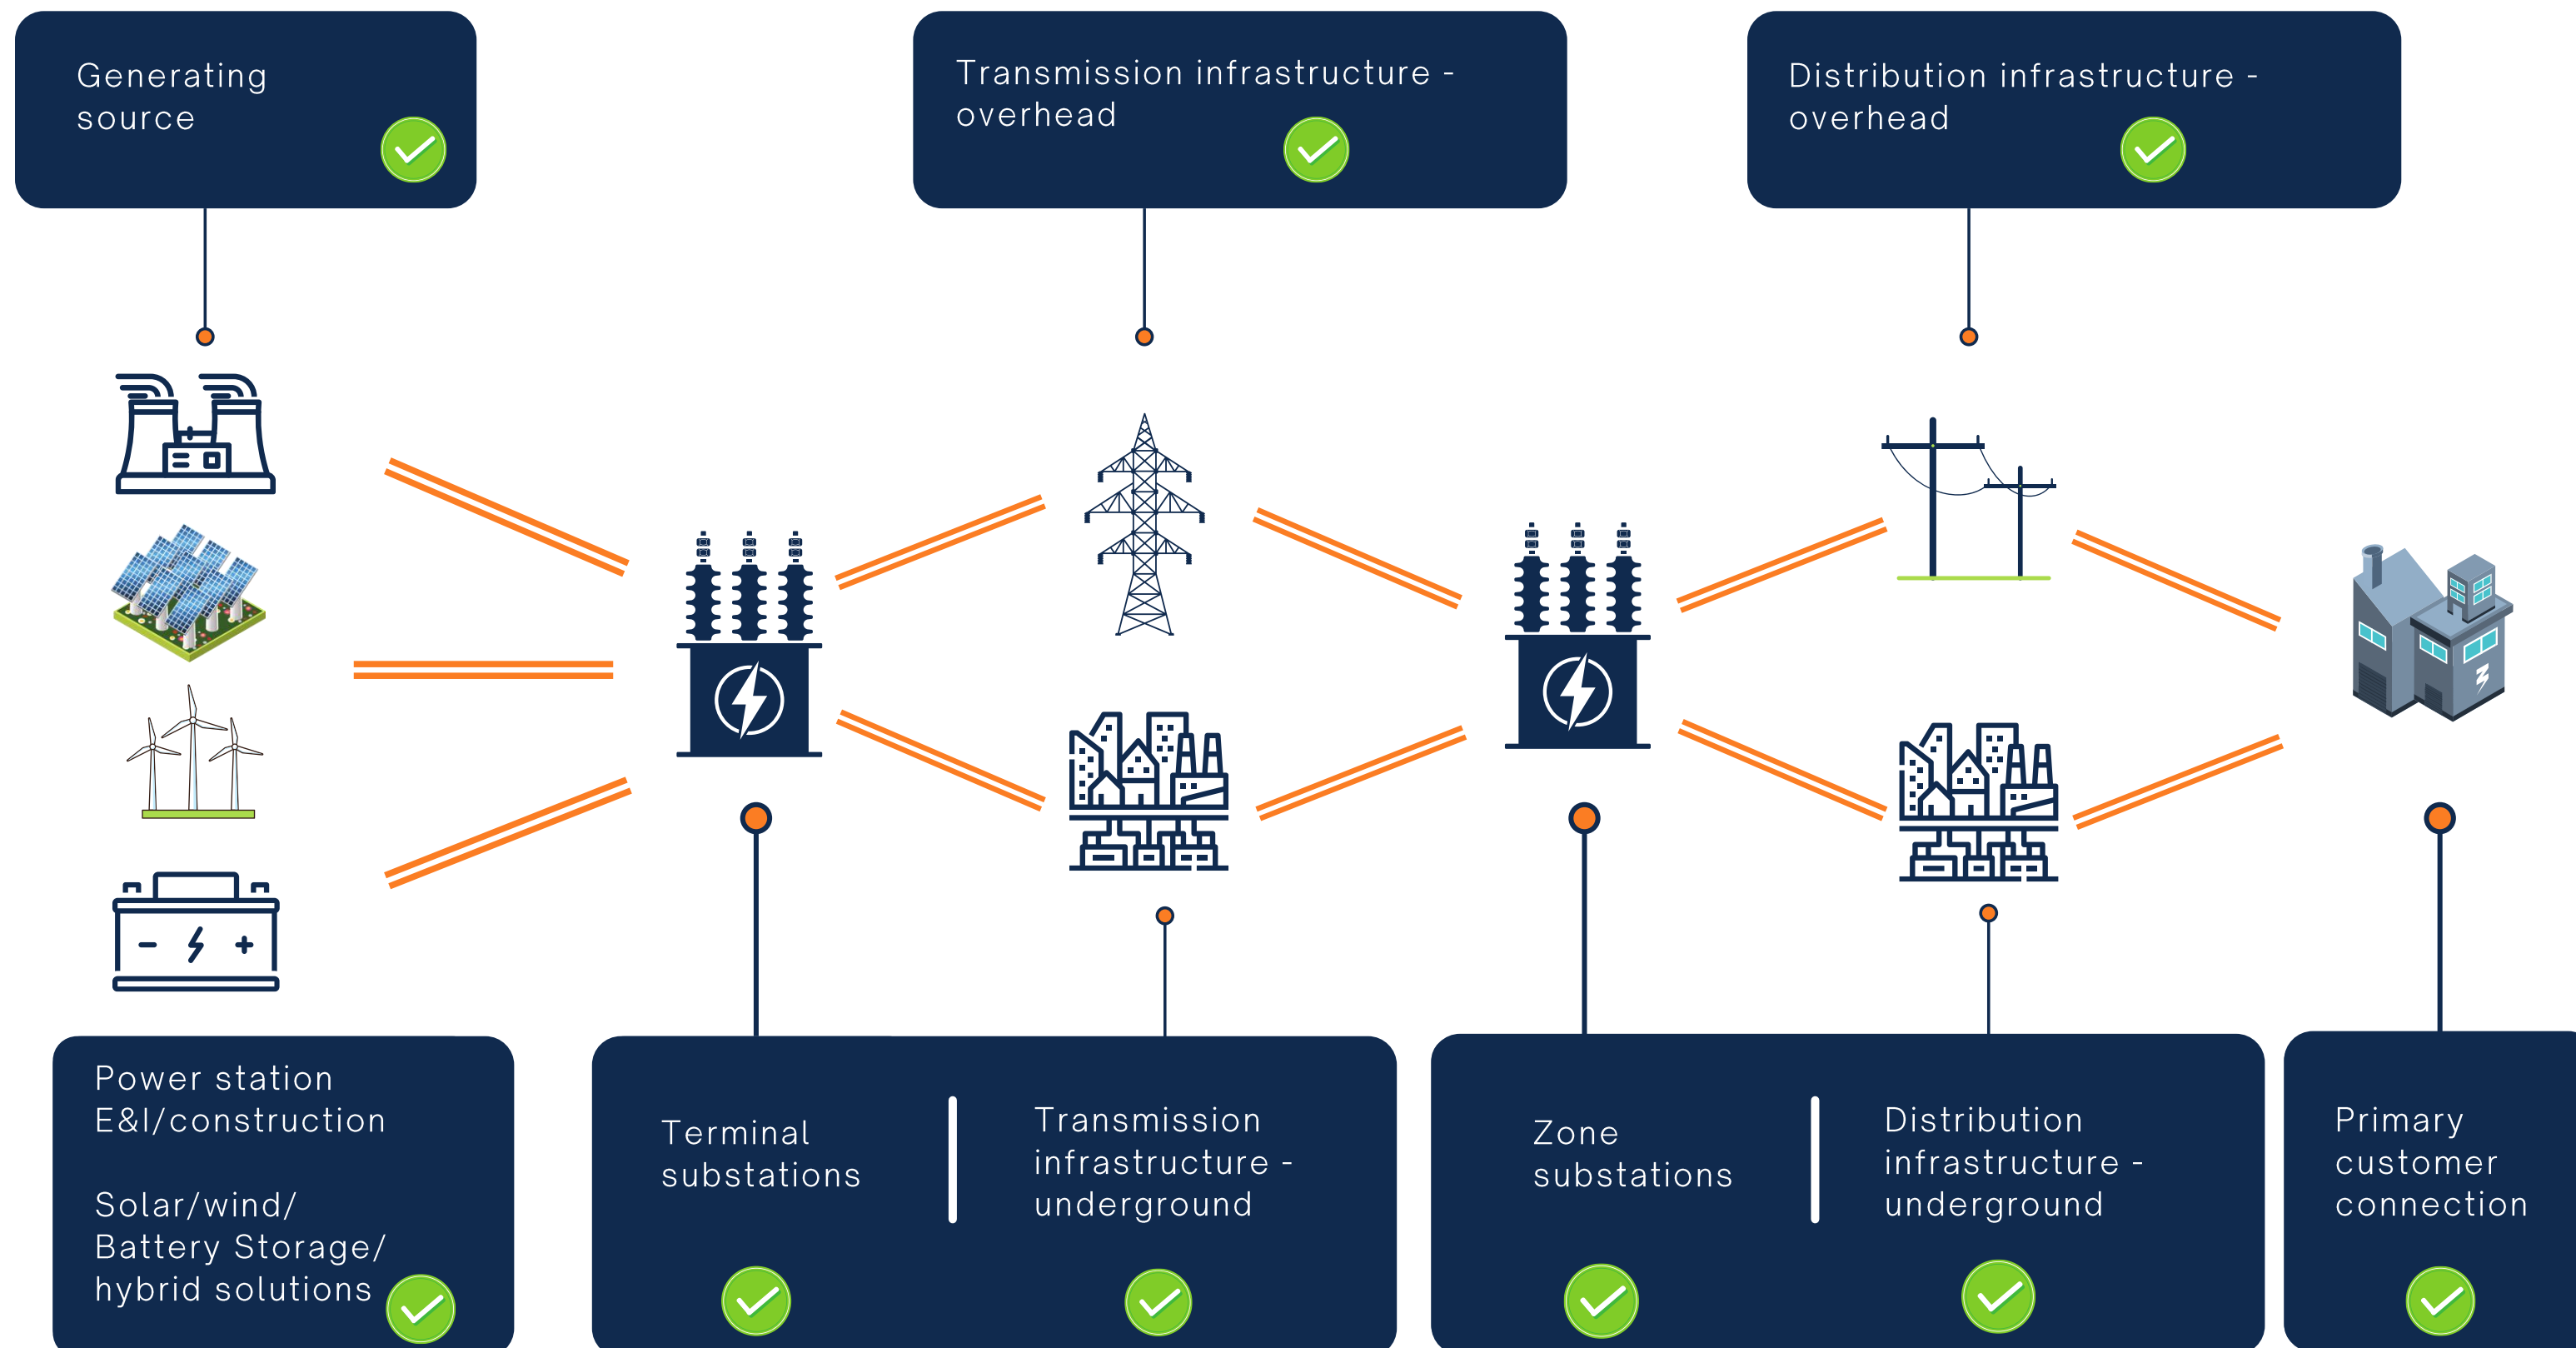 Generating
source
Transmission infrastructure -
overhead
Distribution infrastructure -
overhead
Power station
E&I/construction
Solar/wind/
Battery Storage/
hybrid solutions
Terminal
substations
Transmission
infrastructure -
underground
Zone
substations
Distribution
infrastructure -
underground
Primary
customer
connection